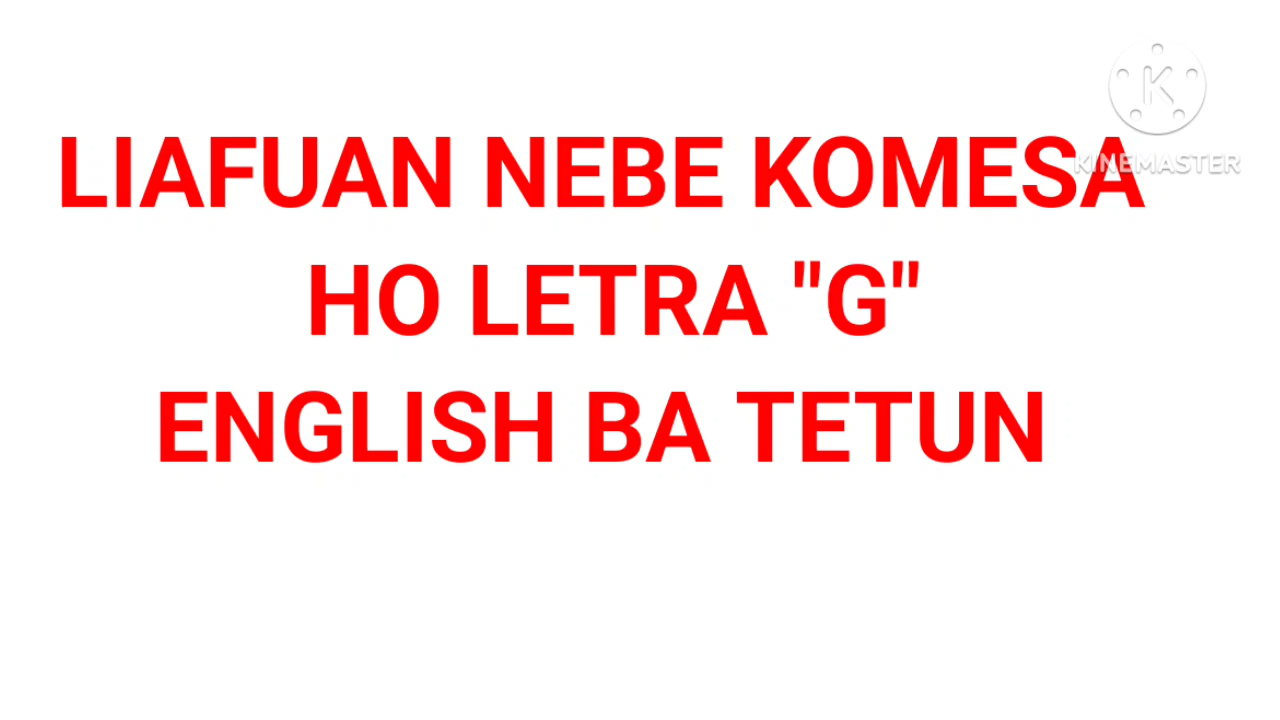 KINEMASTER
LIAFUAN NEBE KOMESA
HO LETRA "G"
ENGLISH BA TETUN